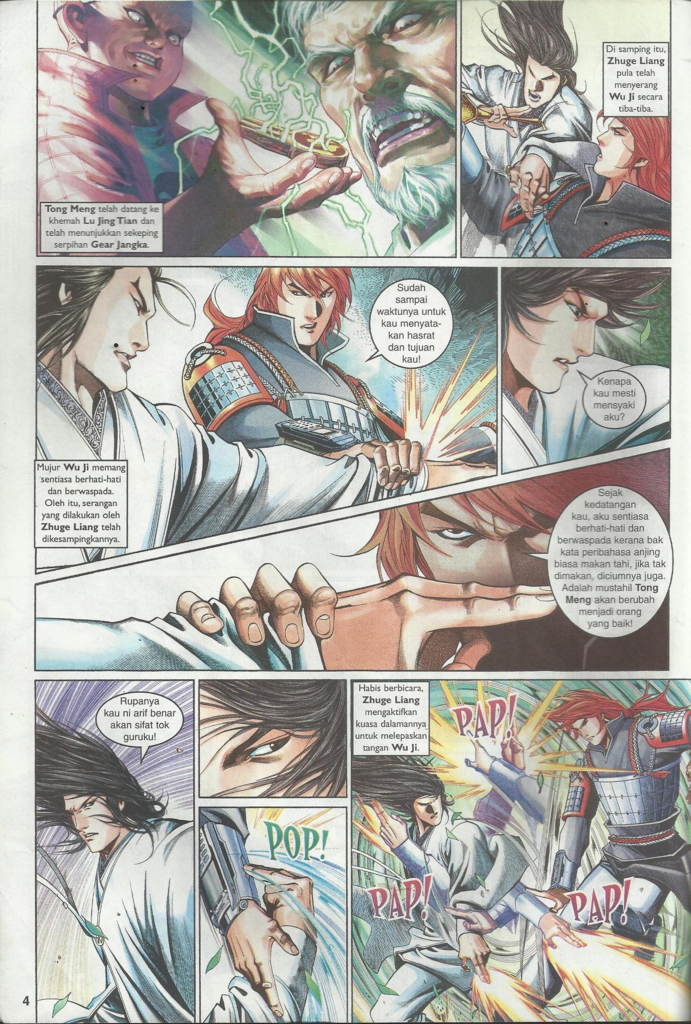 Tong Meng telah datang ke
khemah Lu Jing Tian dan
telah menunjukkan sekeping
serpihan Gear Jangka.
Di samping itu,
Zhuge Liang
pula telah
menyerang
Wu Ji secara
tiba-tiba.
Sudah
sampai
waktunya untuk
kau menyata-
kan hasrat
dan tujuan
kau!
Kenapa
kau mesti
mensyaki
aku?
Mujur Wu Ji memang
sentiasa berhati-hati
dan berwaspada.
Oleh itu, serangan
yang dilakukan oleh
Zhuge Liang telah
dikesampingkannya.
Sejak
kedatangan
kau, aku sentiasa
berhati-hati dan
berwaspada kerana bak
kata peribahasa anjing
biasa makan tahi, jika tak
dimakan, diciumnya juga.
Adalah mustahil Tong
Meng akan berubah
menjadi orang
yang baik!
Rupanya
kau ni arif benar
akan sifat tok
guruku!
POP!
Habis berbicara,
Zhuge Liang
mengaktifkan
kuasa dalamannya
untuk melepaskan
tangan Wu Ji.
PAP!
PAP!
PAP!
4